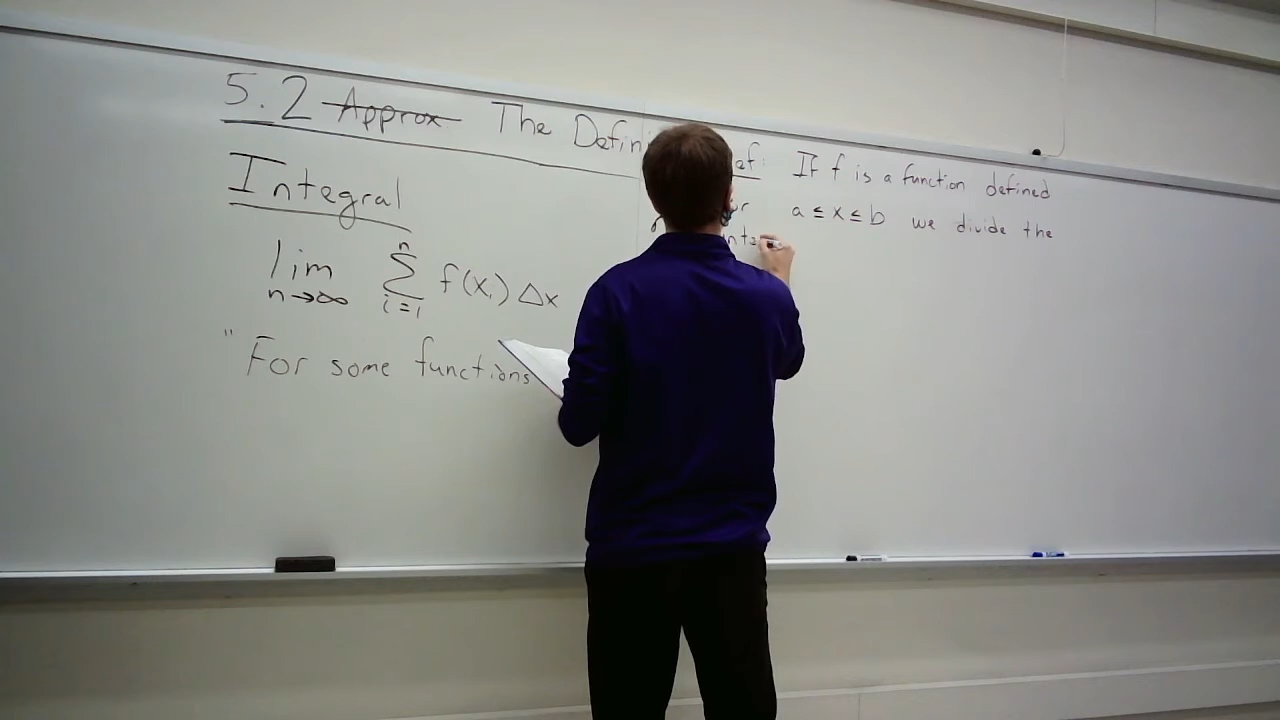 5.2 Approx The Defin
Integral
lim n→∞ n Σ i=1 f(xᵢ) Δx
" For some functions
If f is a function defined
a ≤ x ≤ b we divide the